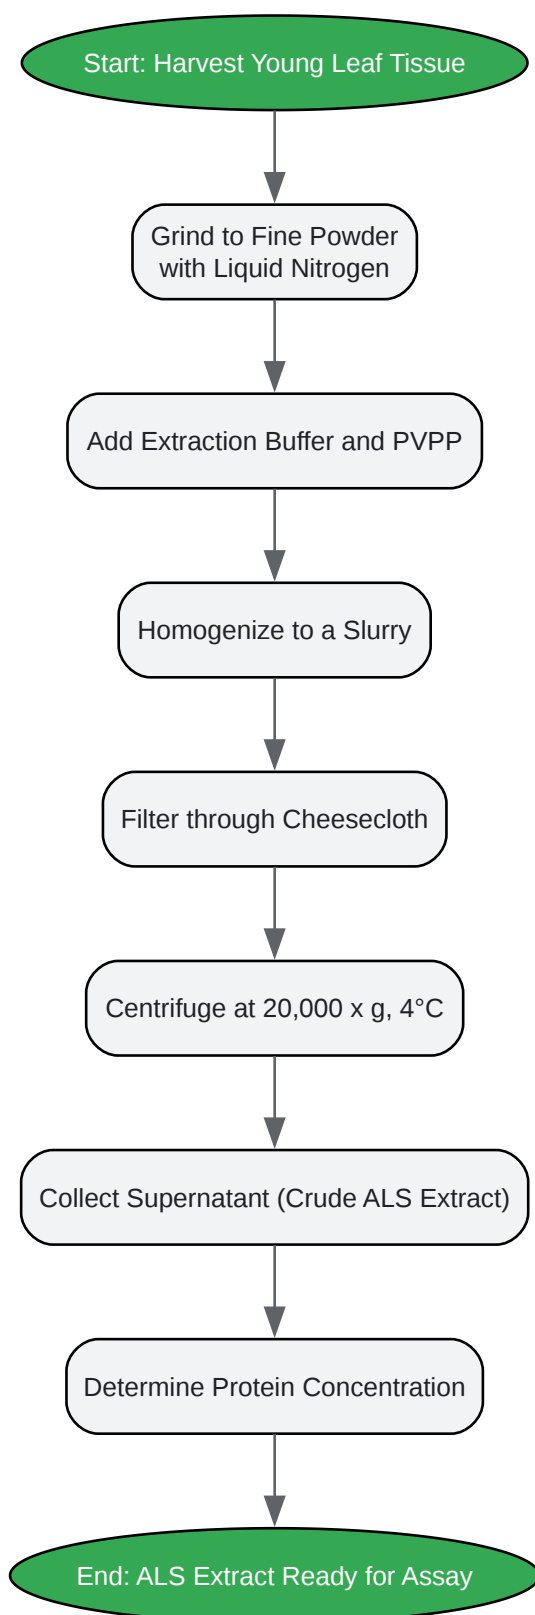 Start: Harvest Young Leaf Tissue
Grind to Fine Powder
with Liquid Nitrogen
Add Extraction Buffer and PVPP
Homogenize to a Slurry
Filter through Cheesecloth
Centrifuge at 20,000 x g, 4°C
Collect Supernatant (Crude ALS Extract)
Determine Protein Concentration
End: ALS Extract Ready for Assay